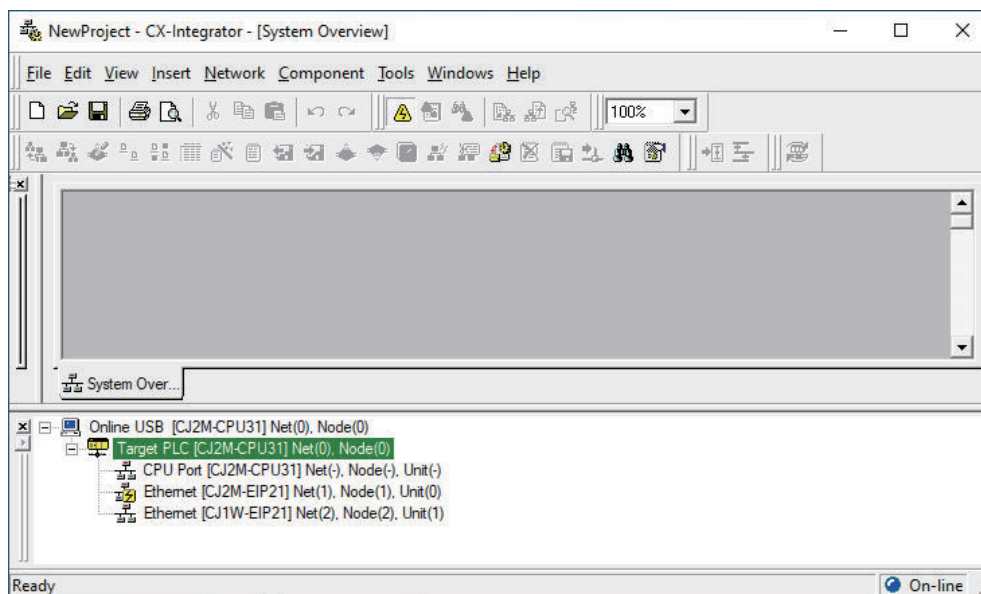 NewProject - CX-Integrator - [System Overview]
File Edit View Insert Network Component Tools Windows Help
100%
System Over...
Online USB [CJ2M-CPU31] Net(0), Node(0)
Target PLC [CJ2M-CPU31] Net(0), Node(0)
CPU Port [CJ2M-CPU31] Net(-), Node(-), Unit(-)
Ethernet [CJ2M-EIP21] Net(1), Node(1), Unit(0)
Ethernet [CJ1W-EIP21] Net(2), Node(2), Unit(1)
Ready On-line